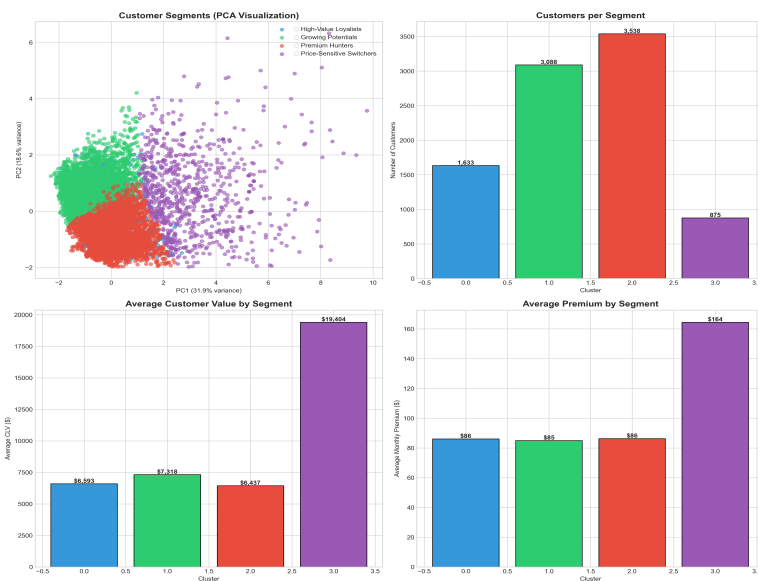 Customer Segments (PCA Visualization)
High-Value Loyalists
Growing Potentials
Premium Hunters
Price-Sensitive Switchers
6
4
2
0
−2
PC2 (18.6% variance)
−2 0 2 4 6 8 10
PC1 (31.9% variance)
Customers per Segment
3500
3000
2500
2000
1500
1000
500
0
Number of Customers
1,633
3,088
3,538
875
−0.5 0.0 0.5 1.0 1.5 2.0 2.5 3.0 3.
Cluster
Average Customer Value by Segment
20000
17500
15000
12500
10000
7500
5000
2500
0
Average CLV ($)
$6,593
$7,318
$6,437
$19,404
−0.5 0.0 0.5 1.0 1.5 2.0 2.5 3.0 3.5
Cluster
Average Premium by Segment
160
140
120
100
80
60
40
20
0
Average Monthly Premium ($)
$86
$85
$86
$164
−0.5 0.0 0.5 1.0 1.5 2.0 2.5 3.0 3.
Cluster